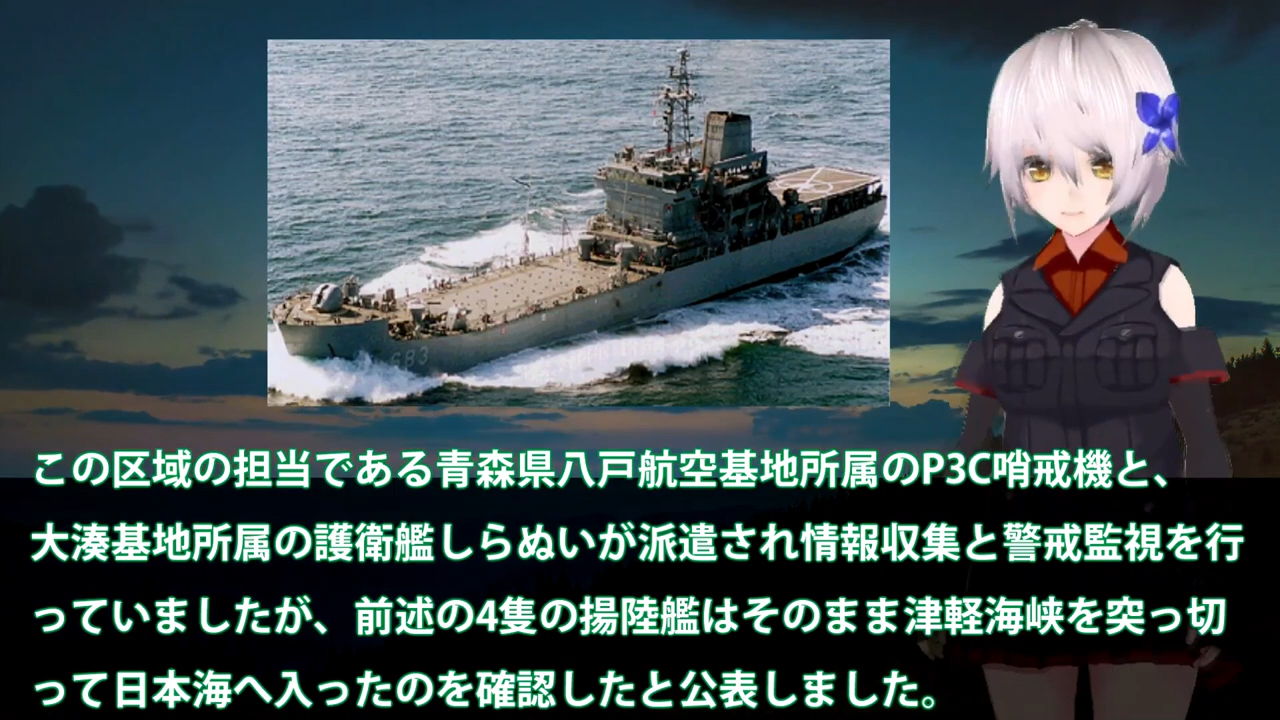 683
この区域の担当である青森県八戸航空基地所属のP3C哨戒機と、
大湊基地所属の護衛艦しらぬいが派遣され情報収集と警戒監視を行
っていましたが、前述の4隻の揚陸艦はそのまま津軽海峡を突っ切
って日本海へ入ったのを確認したと公表しました。